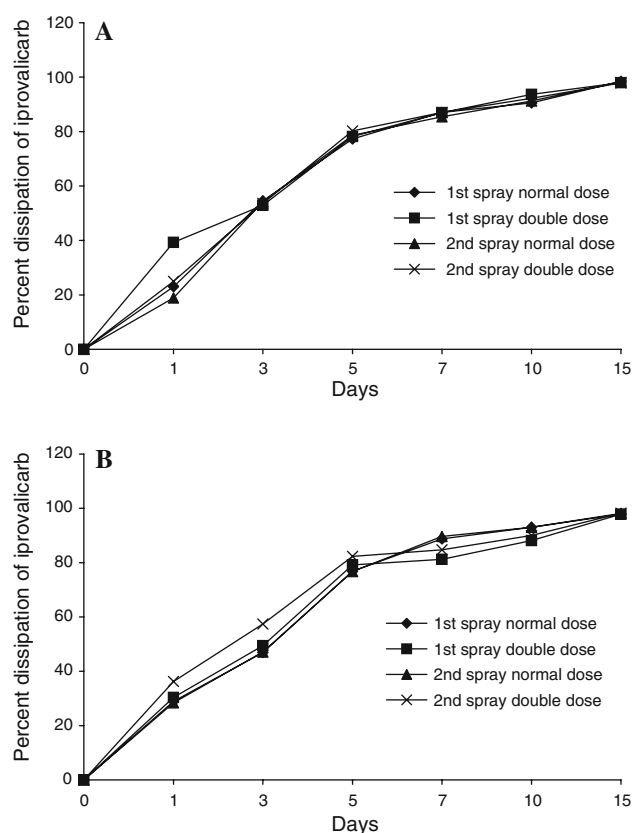 A
Percent dissipation of iprovalicarb
120
100
80
60
40
20
0
1st spray normal dose
1st spray double dose
2nd spray normal dose
2nd spray double dose
0 1 3 5 7 10 15
Days
B
Percent dissipation of iprovalicarb
120
100
80
60
40
20
0
1st spray normal dose
1st spray double dose
2nd spray normal dose
2nd spray double dose
0 1 3 5 7 10 15
Days